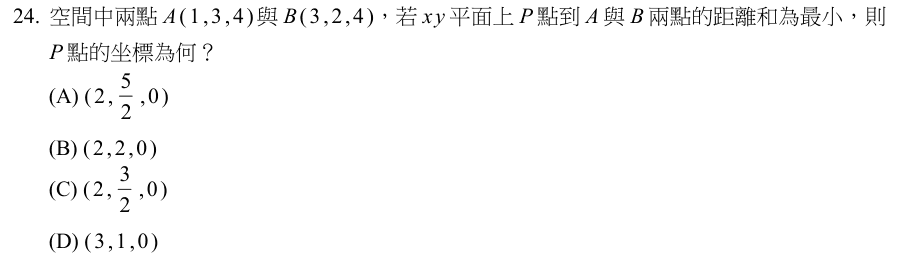 24. 空間中兩點 A(1,3,4)與 B(3,2,4)，若 xy 平面上 P 點到 A 與 B 兩點的距離和為最小，則
P 點的坐標為何？
(A) (2, 5/2 ,0)
(B) (2,2,0)
(C) (2, 3/2 ,0)
(D) (3,1,0)